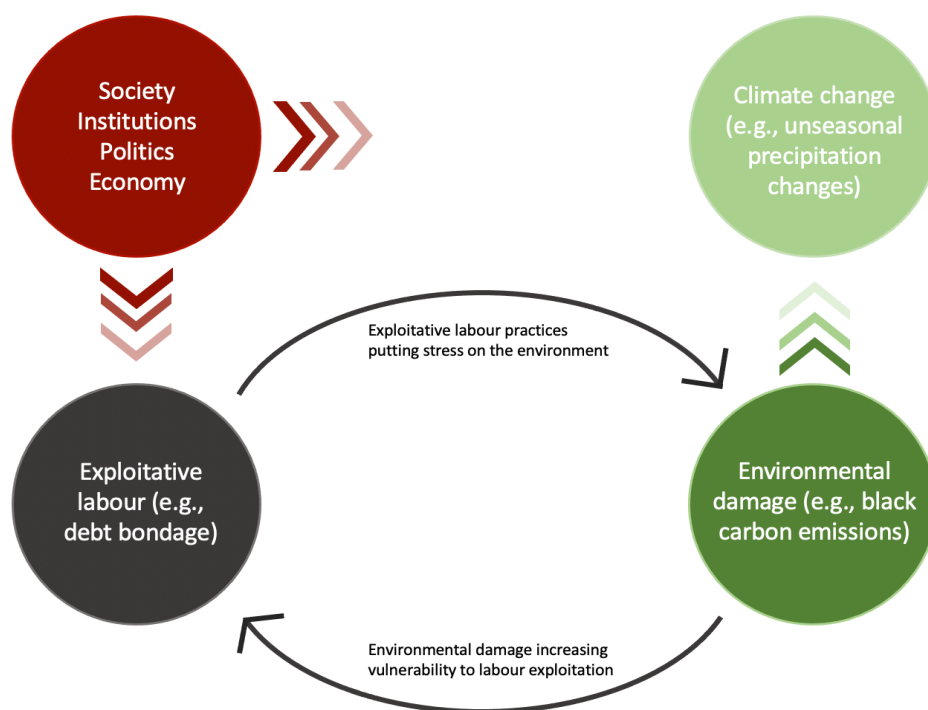 Society
Institutions
Politics
Economy
Climate change
(e.g., unseasonal
precipitation
changes)
Exploitative labour practices
putting stress on the environment
Exploitative
labour (e.g.,
debt bondage)
Environmental
damage (e.g., black
carbon emissions)
Environmental damage increasing
vulnerability to labour exploitation